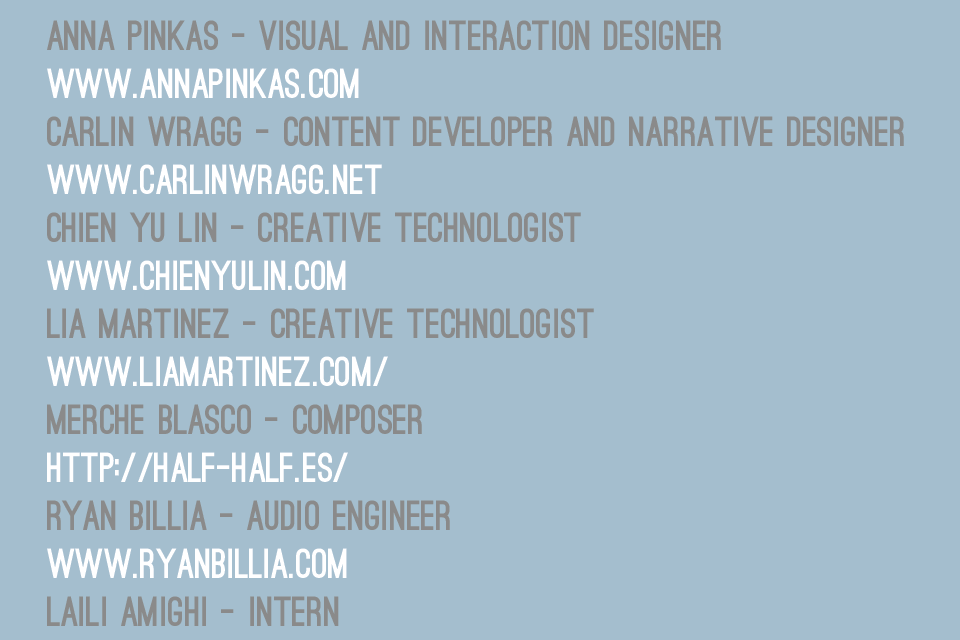 ANNA PINKAS - VISUAL AND INTERACTION DESIGNER
WWW.ANNAPINKAS.COM
CARLIN WRAGG - CONTENT DEVELOPER AND NARRATIVE DESIGNER
WWW.CARLINWRAGG.NET
CHIEN YU LIN - CREATIVE TECHNOLOGIST
WWW.CHIENYULIN.COM
LIA MARTINEZ - CREATIVE TECHNOLOGIST
WWW.LIAMARTINEZ.COM/
MERCHE BLASCO - COMPOSER
HTTP://HALF-HALF.ES/
RYAN BILLIA - AUDIO ENGINEER
WWW.RYANBILLIA.COM
LAILI AMIGHI - INTERN